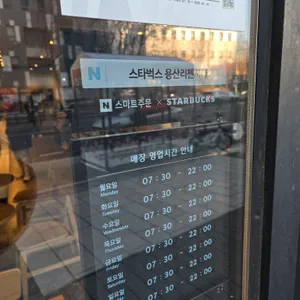 N 스타벅스 용산리첸
N 스마트주문 × STARBUCKS
매장 영업시간 안내
월요일 Monday 07 : 30 - 22 : 00
화요일 Tuesday 07 : 30 - 22 : 00
수요일 Wednesday 07 : 30 - 22 : 00
목요일 Thursday 07 : 30 - 22 : 00
금요일 Friday 07 : 30 - 22 : 00
토요일 Saturday 07 : 30 - 22 : 00
일요일 07 : 30 - 22 : 00